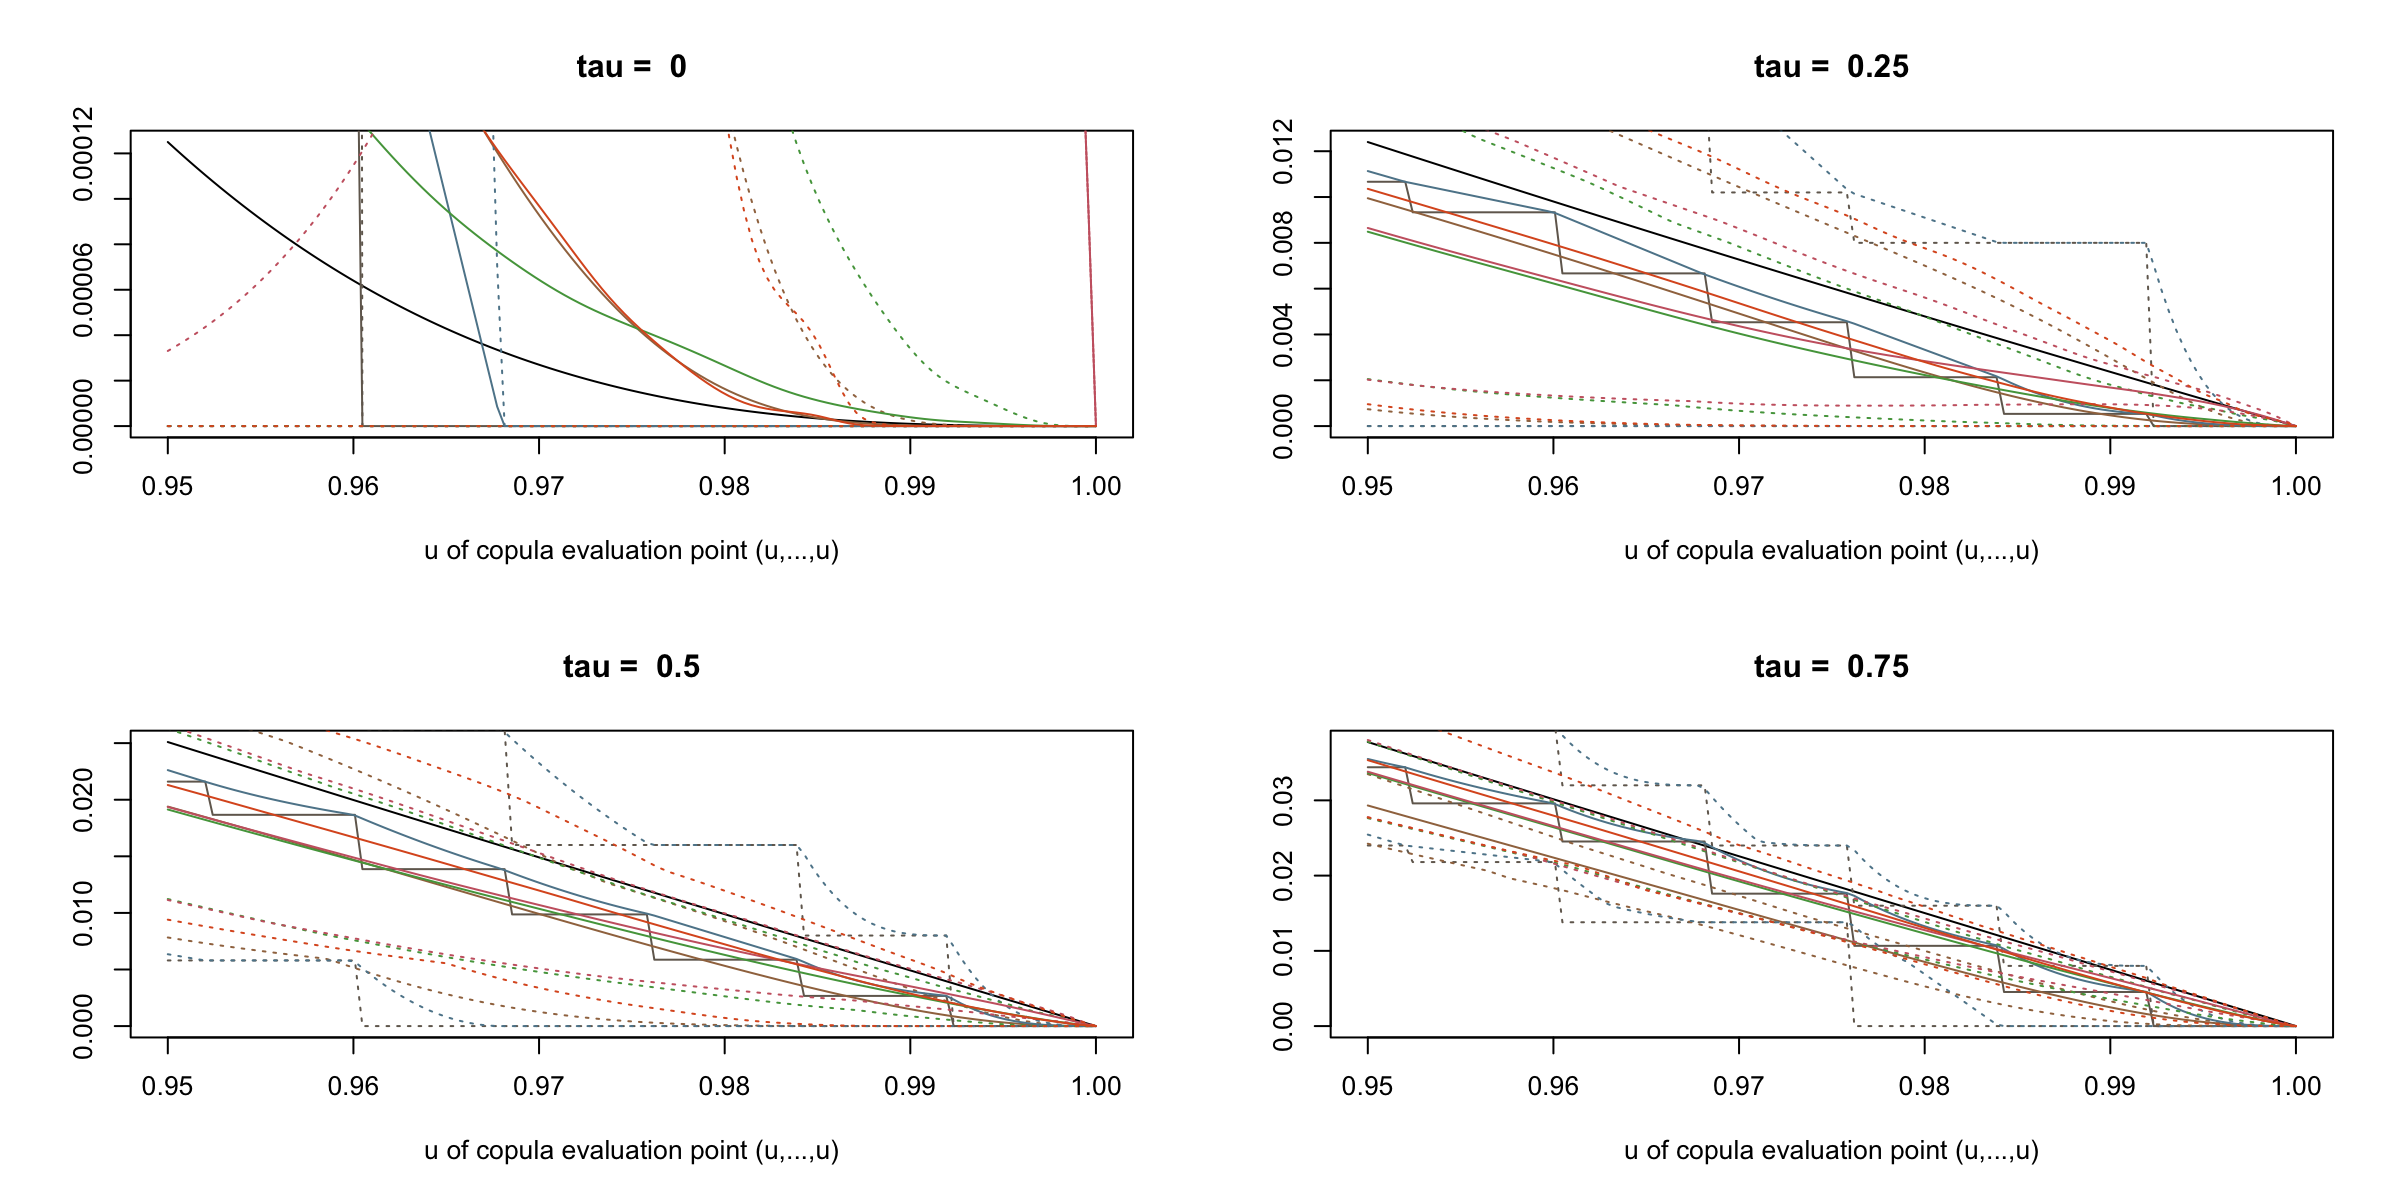 tau =  0
0.00012
0.00006
0.00000
0.95 0.96 0.97 0.98 0.99 1.00
u of copula evaluation point (u,...,u)
tau =  0.25
0.012
0.008
0.004
0.000
0.95 0.96 0.97 0.98 0.99 1.00
u of copula evaluation point (u,...,u)
tau =  0.5
0.020
0.010
0.000
0.95 0.96 0.97 0.98 0.99 1.00
u of copula evaluation point (u,...,u)
tau =  0.75
0.03
0.02
0.01
0.00
0.95 0.96 0.97 0.98 0.99 1.00
u of copula evaluation point (u,...,u)